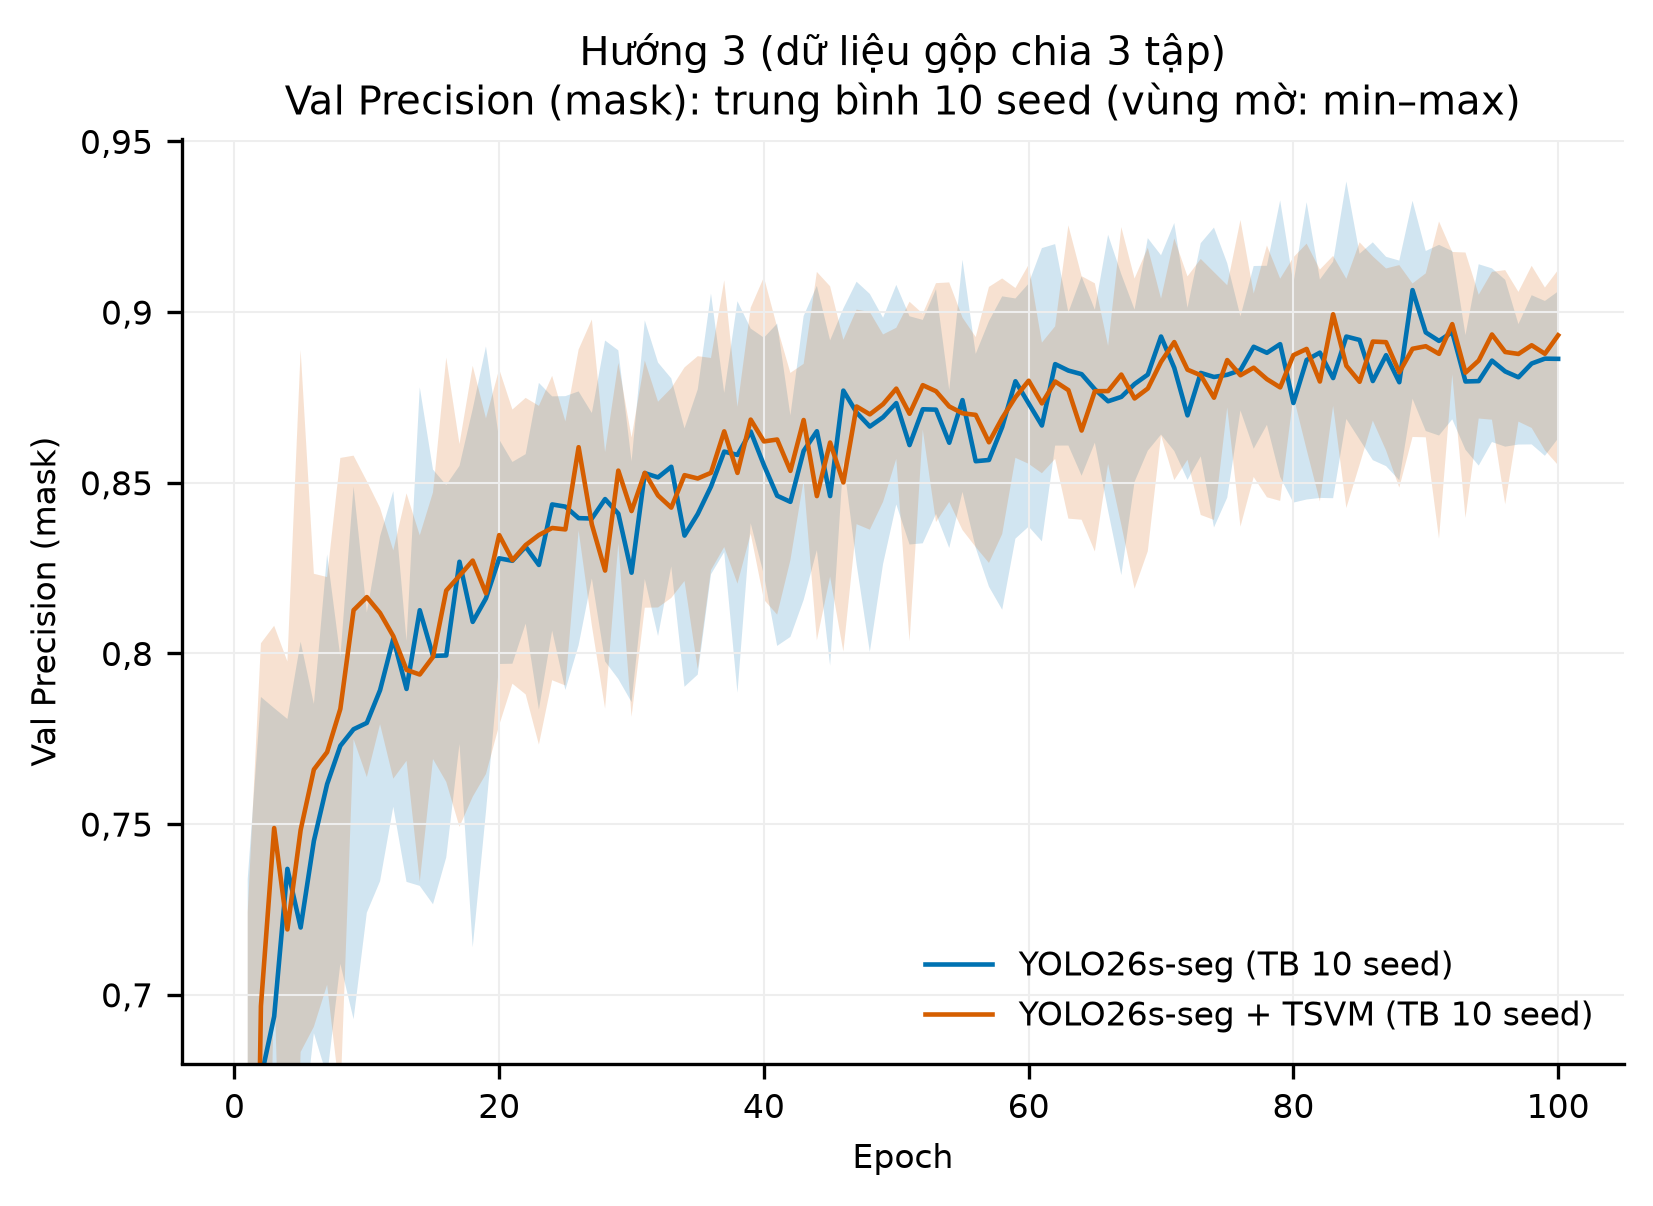 Hướng 3 (dữ liệu gộp chia 3 tập)
Val Precision (mask): trung bình 10 seed (vùng mờ: min–max)
0,95
0,9
0,85
0,8
0,75
0,7
Val Precision (mask)
YOLO26s-seg (TB 10 seed)
YOLO26s-seg + TSVM (TB 10 seed)
0 20 40 60 80 100
Epoch